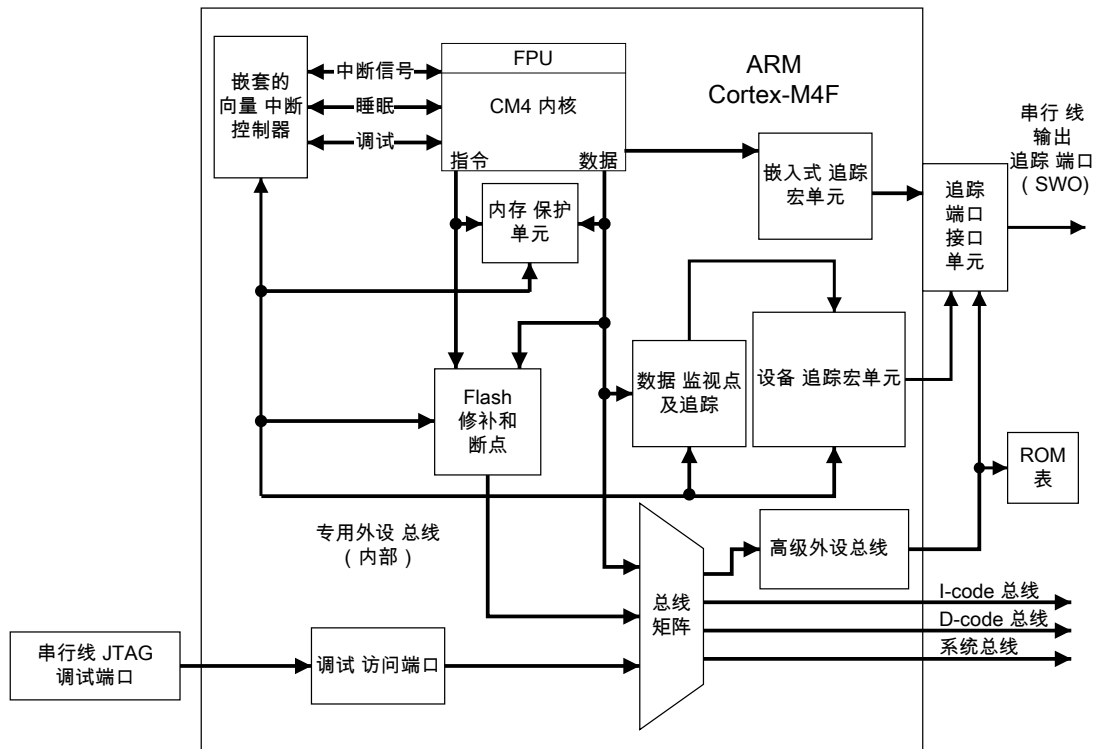 嵌套的
向量 中断
控制器
中断信号
睡眠
调试
FPU
CM4 内核
指令
数据
ARM
Cortex-M4F
嵌入式 追踪
宏单元
追踪
端口
接口
单元
串行 线
输出
追踪 端口
( SWO)
内存 保护
单元
Flash
修补和
断点
数据 监视点
及追踪
设备 追踪宏单元
ROM
表
专用外设 总线
( 内部 )
总线
矩阵
高级外设总线
I-code 总线
D-code 总线
系统总线
串行线 JTAG
调试端口
调试 访问端口